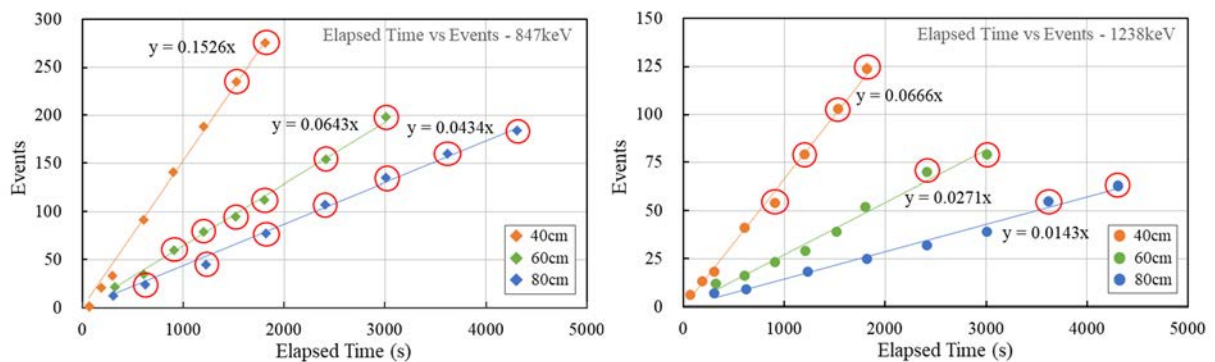 Elapsed Time vs Events - 847keV
y = 0.1526x
y = 0.0643x
y = 0.0434x
Events
300
250
200
150
100
50
0
0
1000
2000
3000
4000
5000
Elapsed Time (s)
40cm
60cm
80cm
Elapsed Time vs Events - 1238keV
y = 0.0666x
y = 0.0271x
y = 0.0143x
Events
150
125
100
75
50
25
0
0
1000
2000
3000
4000
5000
Elapsed Time (s)
40cm
60cm
80cm